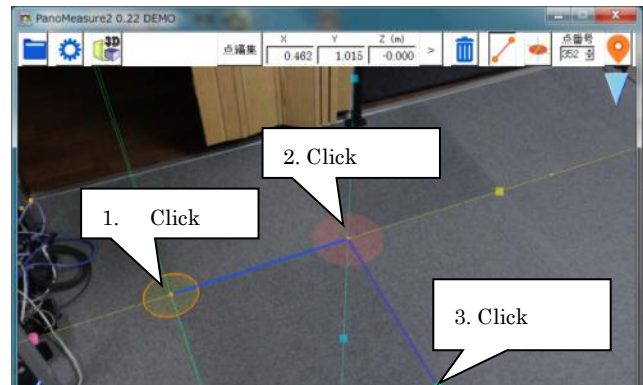 PanoMeasure2 0.22 DEMO
3D
点編集
X Y Z (m)
0.462 1.015 -0.000
>
点番号
352
2. Click
1. Click
3. Click